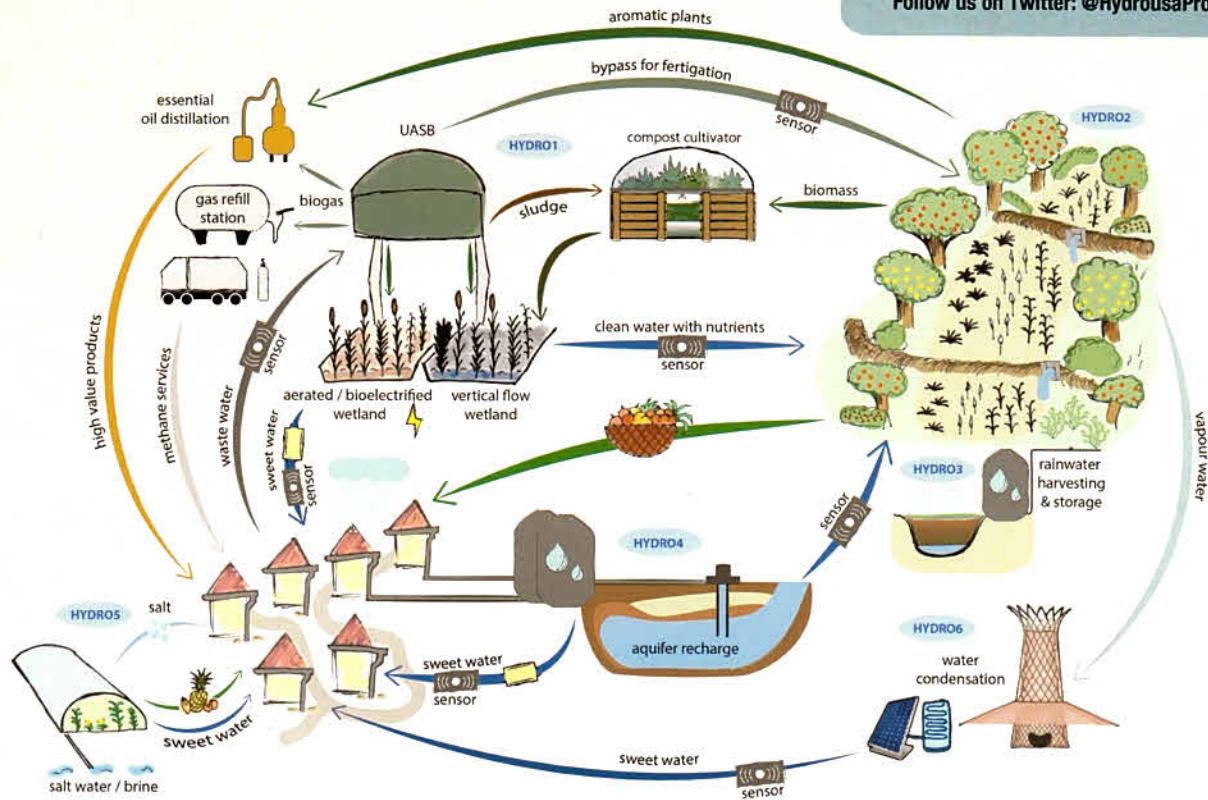 Follow us on Twitter: @HydrousaPro
aromatic plants
bypass for fertigation
sensor
essential
oil distillation
UASB
HYDRO1
compost cultivator
HYDRO2
biogas
gas refill
station
sludge
biomass
high value products
methane services
waste water
sensor
clean water with nutrients
sensor
aerated / bioelectrified
wetland
vertical flow
wetland
sweet water
sensor
vapour water
HYDRO3
rainwater
harvesting
& storage
sensor
HYDRO4
aquifer recharge
HYDRO5
salt
sweet water
sensor
HYDRO6
water
condensation
sweet water
salt water / brine
sweet water
sensor